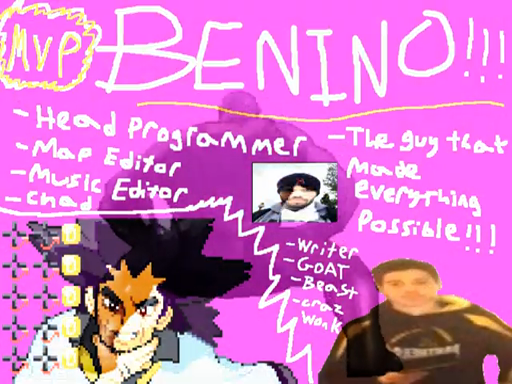 MVP
BENINO!!!
-Head Programmer
-Map Editor
-Music Editor
-chad
-The guy that
made
everything
Possible!!!
-Writer
-GOAT
-Beast
-craz
Work